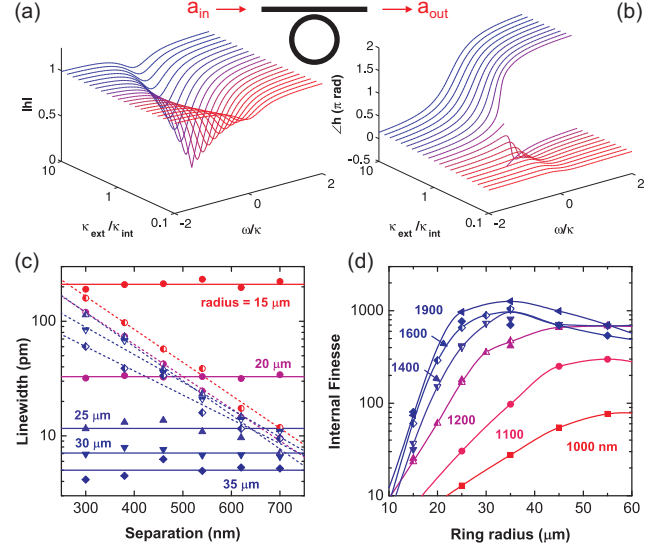 (a)
a_in
a_out
(b)
|h|
1
0.5
0
10
1
0.1
κ_ext/κ_int
-2
0
2
ω/κ
∠h (π rad)
2
1.5
1
0.5
0
-0.5
10
1
0.1
κ_ext/κ_int
-2
0
2
ω/κ
(c)
Linewidth (pm)
100
10
radius = 15 μm
20 μm
25 μm
30 μm
35 μm
300 400 500 600 700
Separation (nm)
(d)
Internal Finesse
1000
100
10
1900
1600
1400
1200
1100
1000 nm
10 20 30 40 50 60
Ring radius (μm)